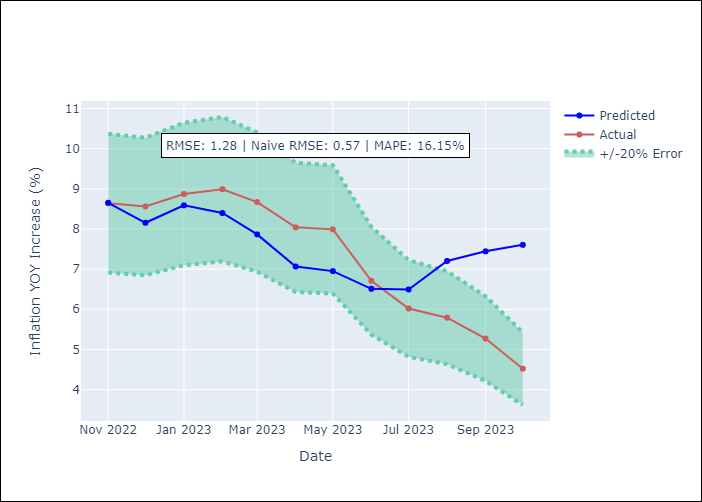 11
10
9
8
7
6
5
4
Inflation YOY Increase (%)
RMSE: 1.28 | Naive RMSE: 0.57 | MAPE: 16.15%
Predicted
Actual
+/-20% Error
Nov 2022 Jan 2023 Mar 2023 May 2023 Jul 2023 Sep 2023
Date